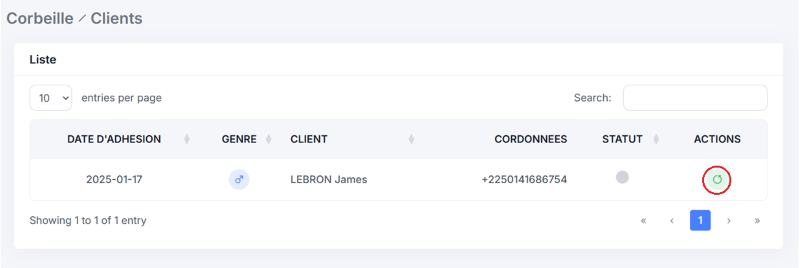 Corbeille / Clients
Liste
10 entries per page Search:
DATE D'ADHESION GENRE CLIENT CORDONNEES STATUT ACTIONS
2025-01-17 LEBRON James +2250141686754
Showing 1 to 1 of 1 entry « ‹ 1 › »